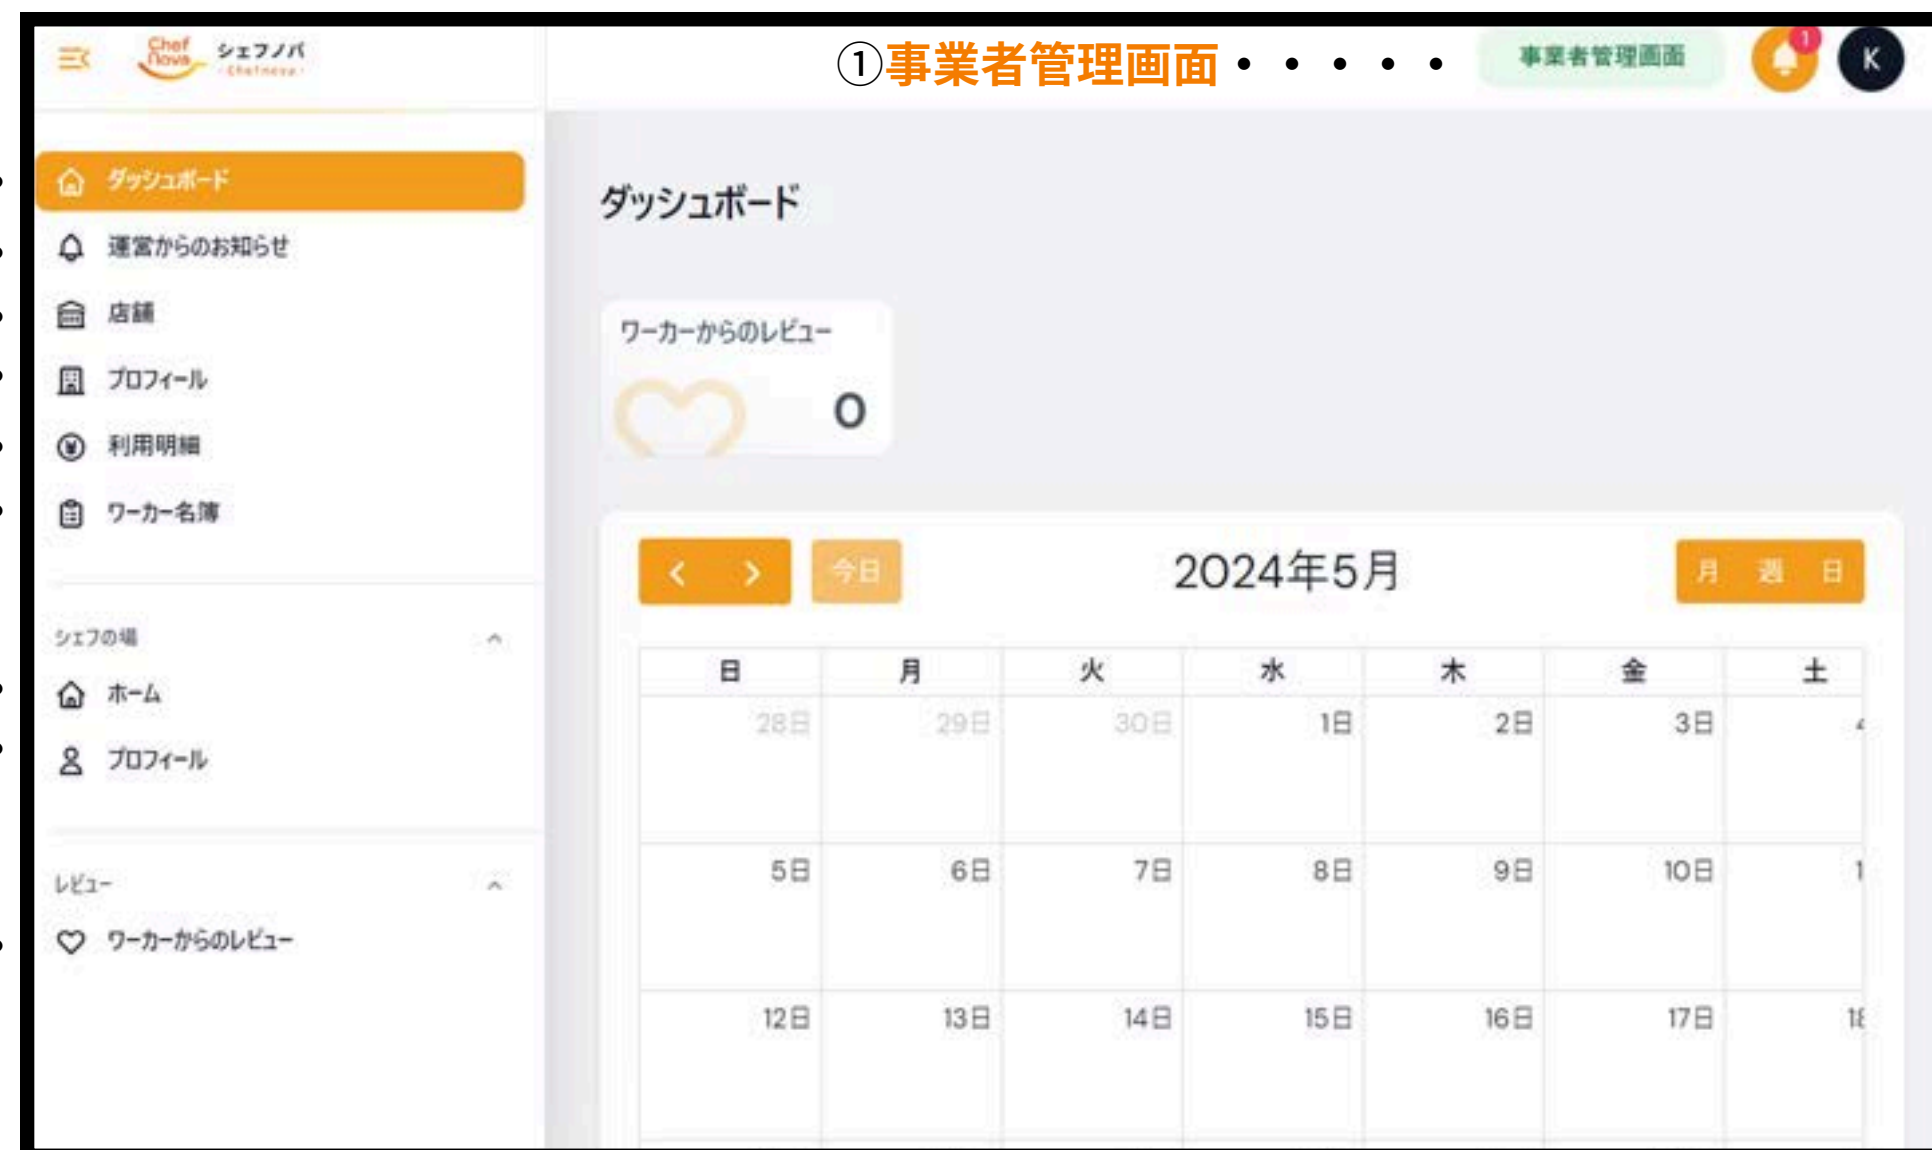 Chef Nova シェフノバ
- Chefnova -
①事業者管理画面・・・・・
事業者管理画面
1
K
ダッシュボード
運営からのお知らせ
店舗
プロフィール
利用明細
ワーカー名簿
シェフの場
ホーム
プロフィール
レビュー
ワーカーからのレビュー
ダッシュボード
ワーカーからのレビュー
0
< > 今日 2024年5月 月 週 日
日 月 火 水 木 金 土
28日 29日 30日 1日 2日 3日
5日 6日 7日 8日 9日 10日 1
12日 13日 14日 15日 16日 17日 18